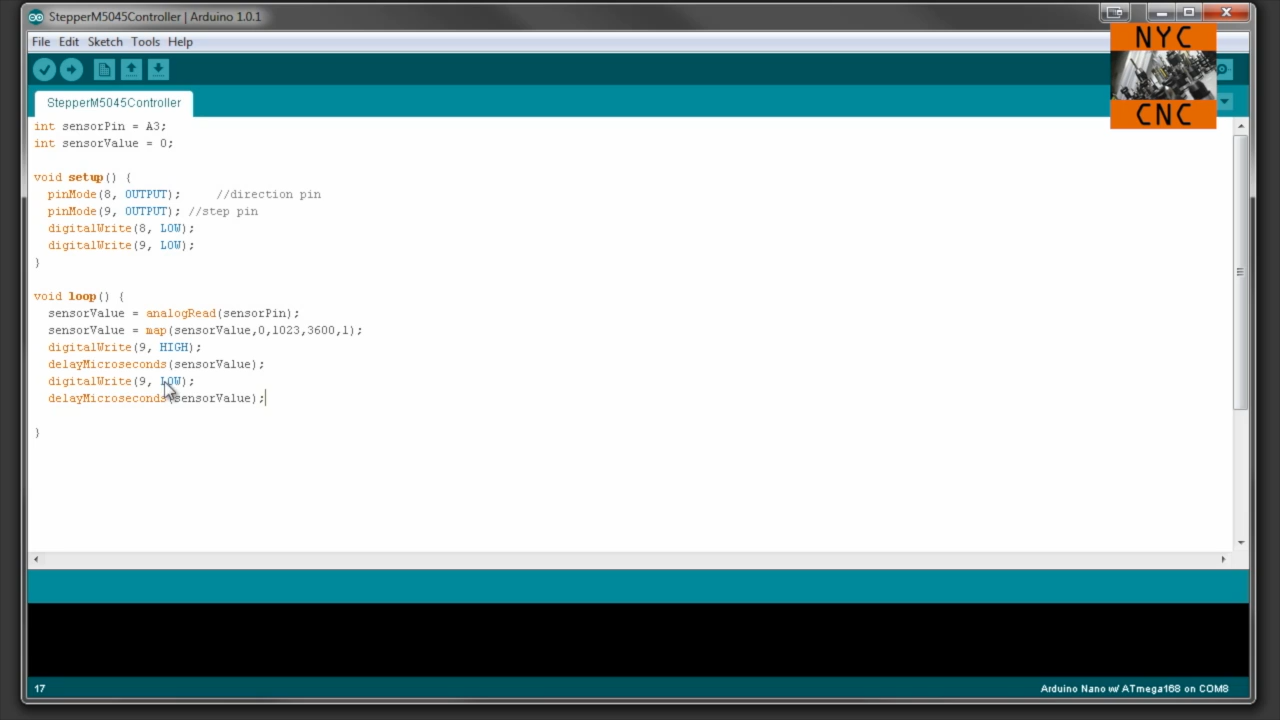 StepperM5045Controller | Arduino 1.0.1
NYC
CNC
File Edit Sketch Tools Help
StepperM5045Controller
int sensorPin = A3;
int sensorValue = 0;
void setup() {
pinMode(8, OUTPUT); //direction pin
pinMode(9, OUTPUT); //step pin
digitalWrite(8, LOW);
digitalWrite(9, LOW);
}
void loop() {
sensorValue = analogRead(sensorPin);
sensorValue = map(sensorValue,0,1023,3600,1);
digitalWrite(9, HIGH);
delayMicroseconds(sensorValue);
digitalWrite(9, LOW);
delayMicroseconds(sensorValue);
}
17
Arduino Nano w/ ATmega168 on COM8